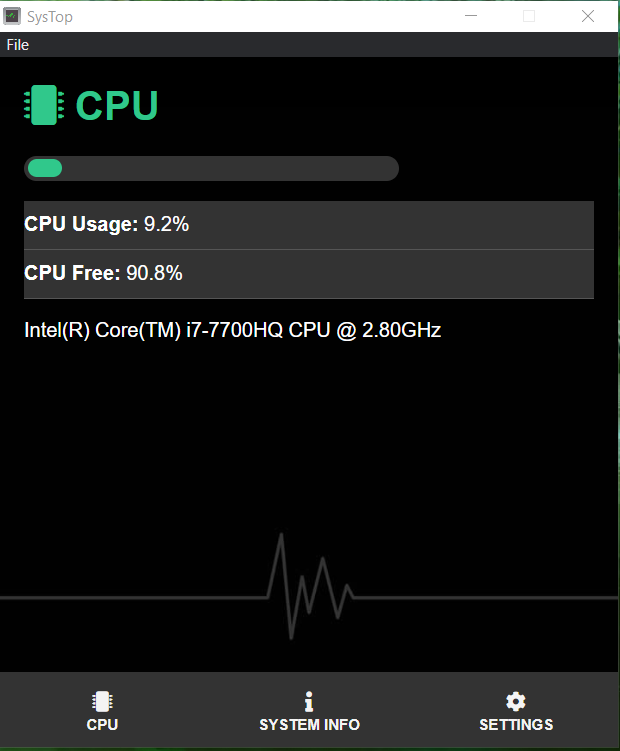 SysTop
File
CPU
CPU Usage: 9.2%
CPU Free: 90.8%
Intel(R) Core(TM) i7-7700HQ CPU @ 2.80GHz
CPU SYSTEM INFO SETTINGS